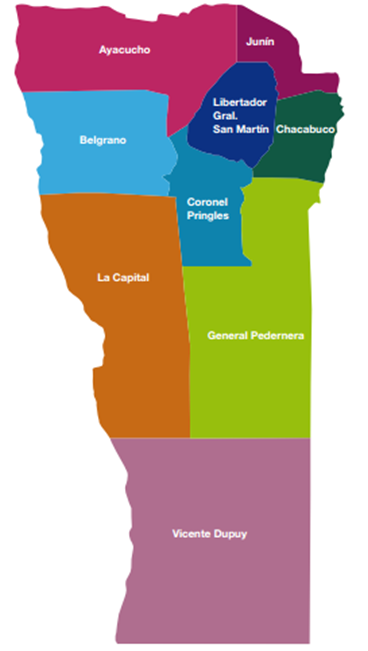 Ayacucho
Junín
Libertador
Gral.
San Martín
Chacabuco
Belgrano
Coronel
Pringles
La Capital
General Pedernera
Vicente Dupuy